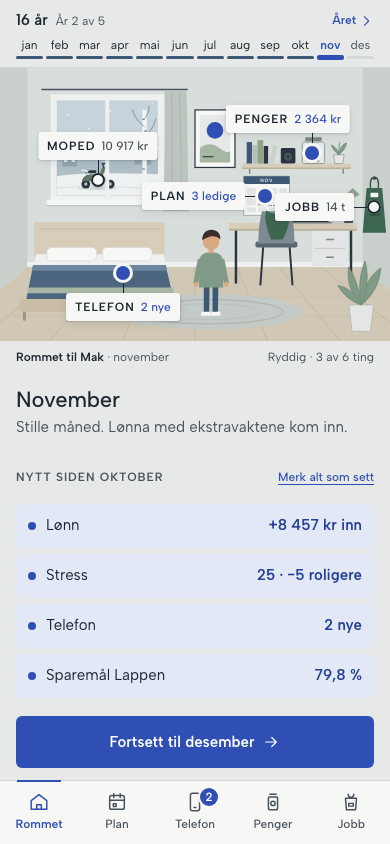 16 år År 2 av 5 Året
jan feb mar apr mai jun jul aug sep okt nov des
PENGER 2 364 kr
MOPED 10 917 kr
NOV
PLAN 3 ledige
JOBB 14 t
TELEFON 2 nye
Rommet til Mak · november Ryddig · 3 av 6 ting
November
Stille måned. Lønna med ekstravaktene kom inn.
NYTT SIDEN OKTOBER Merk alt som sett
Lønn +8 457 kr inn
Stress 25 · −5 roligere
Telefon 2 nye
Sparemål Lappen 79,8 %
Fortsett til desember →
2
Rommet Plan Telefon Penger Jobb